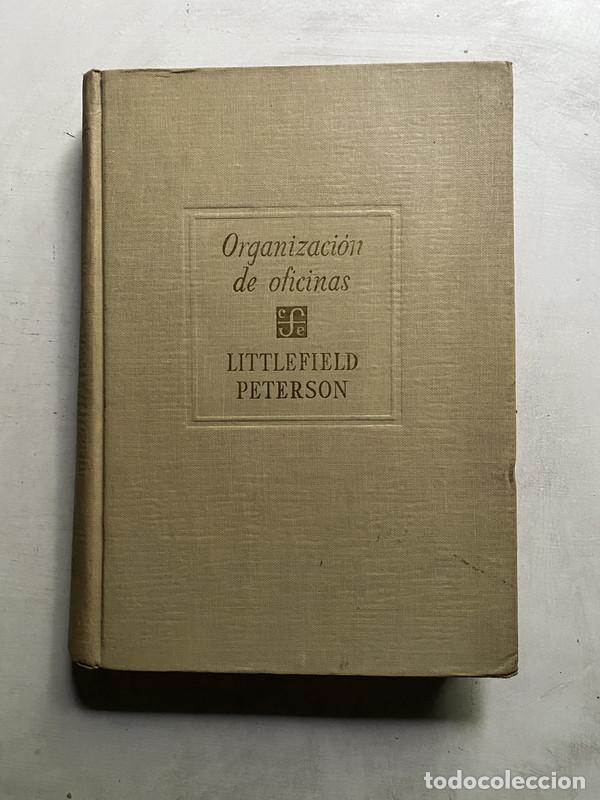 Organización
de oficinas
c f e
LITTLEFIELD
PETERSON
todocoleccion